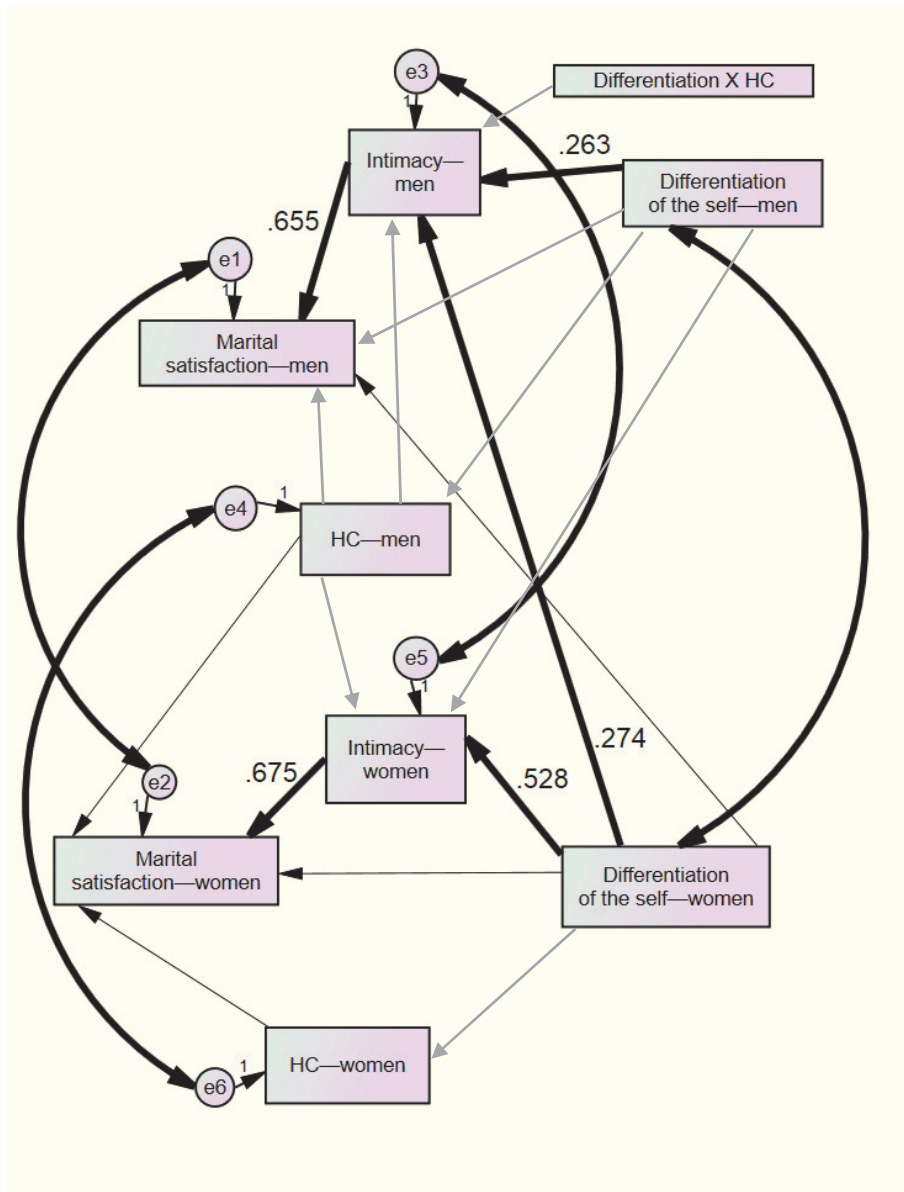 e3
1
Differentiation X HC
Intimacy—
men
.263
Differentiation
of the self—men
.655
e1
1
Marital
satisfaction—men
e4
1
HC—men
e5
1
Intimacy—
women
.274
.675
.528
e2
1
Marital
satisfaction—women
Differentiation
of the self—women
HC—women
e6
1